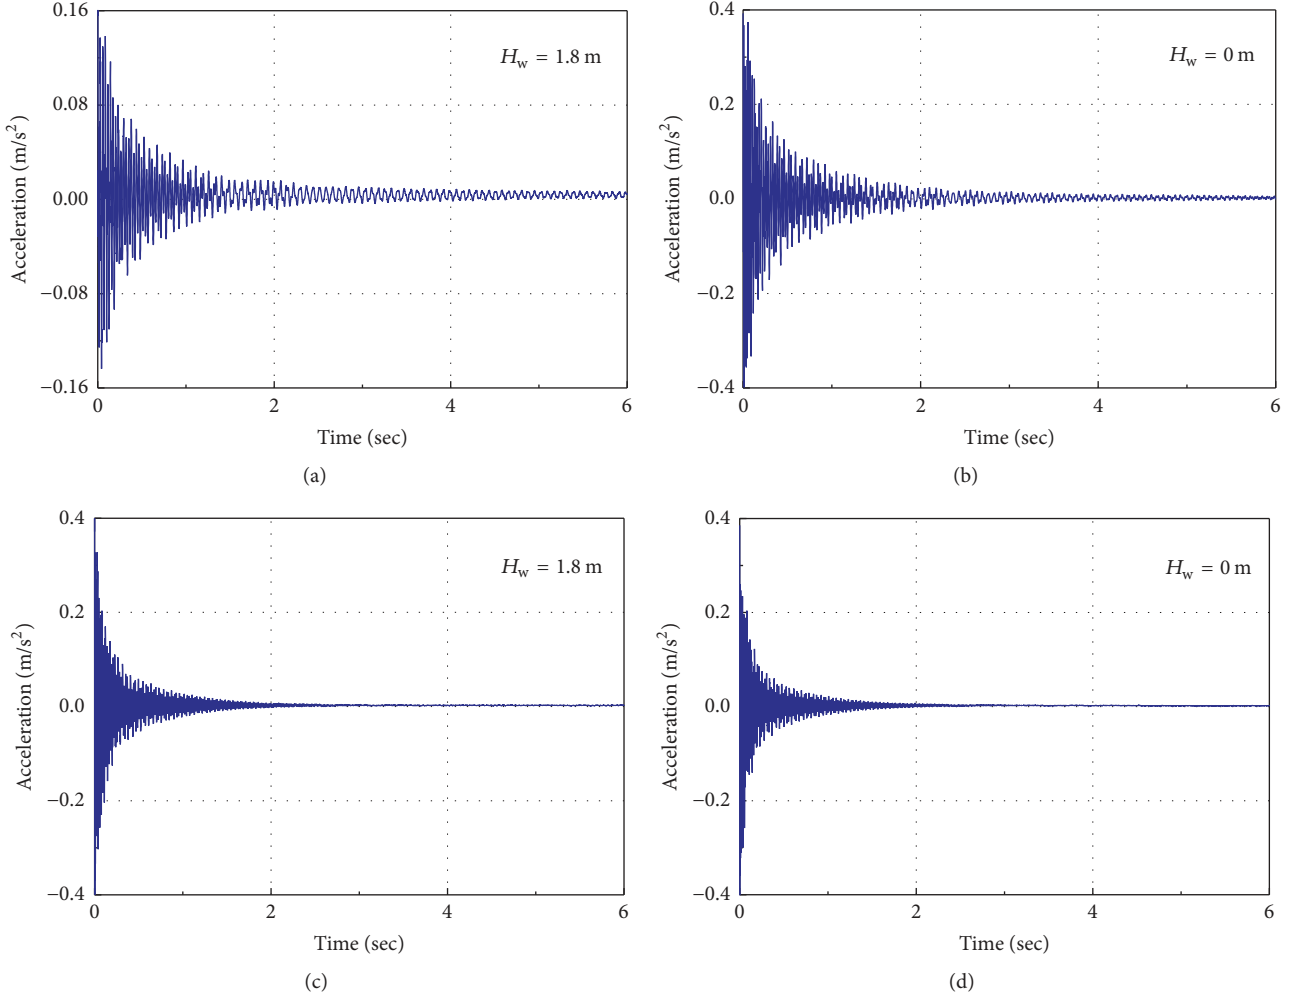 0.16
0.08
0.00
−0.08
−0.16
Acceleration (m/s²)
H_w = 1.8 m
0 2 4 6
Time (sec)
(a)
0.4
0.2
0.0
−0.2
−0.4
Acceleration (m/s²)
H_w = 0 m
0 2 4 6
Time (sec)
(b)
0.4
0.2
0.0
−0.2
−0.4
Acceleration (m/s²)
H_w = 1.8 m
0 2 4 6
Time (sec)
(c)
0.4
0.2
0.0
−0.2
−0.4
Acceleration (m/s²)
H_w = 0 m
0 2 4 6
Time (sec)
(d)